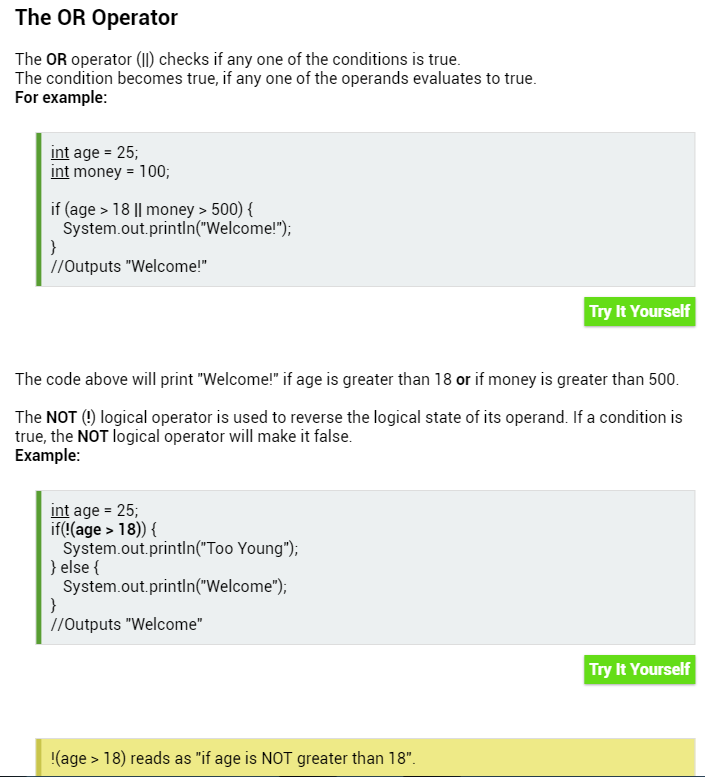 The OR Operator
The OR operator (||) checks if any one of the conditions is true.
The condition becomes true, if any one of the operands evaluates to true.
For example:
int age = 25;
int money = 100;
if (age > 18 || money > 500) {
System.out.println("Welcome!");
}
//Outputs "Welcome!"
Try It Yourself
The code above will print "Welcome!" if age is greater than 18 or if money is greater than 500.
The NOT (!) logical operator is used to reverse the logical state of its operand. If a condition is
true, the NOT logical operator will make it false.
Example:
int age = 25;
if(!(age > 18)) {
System.out.println("Too Young");
} else {
System.out.println("Welcome");
}
//Outputs "Welcome"
Try It Yourself
!(age > 18) reads as "if age is NOT greater than 18".